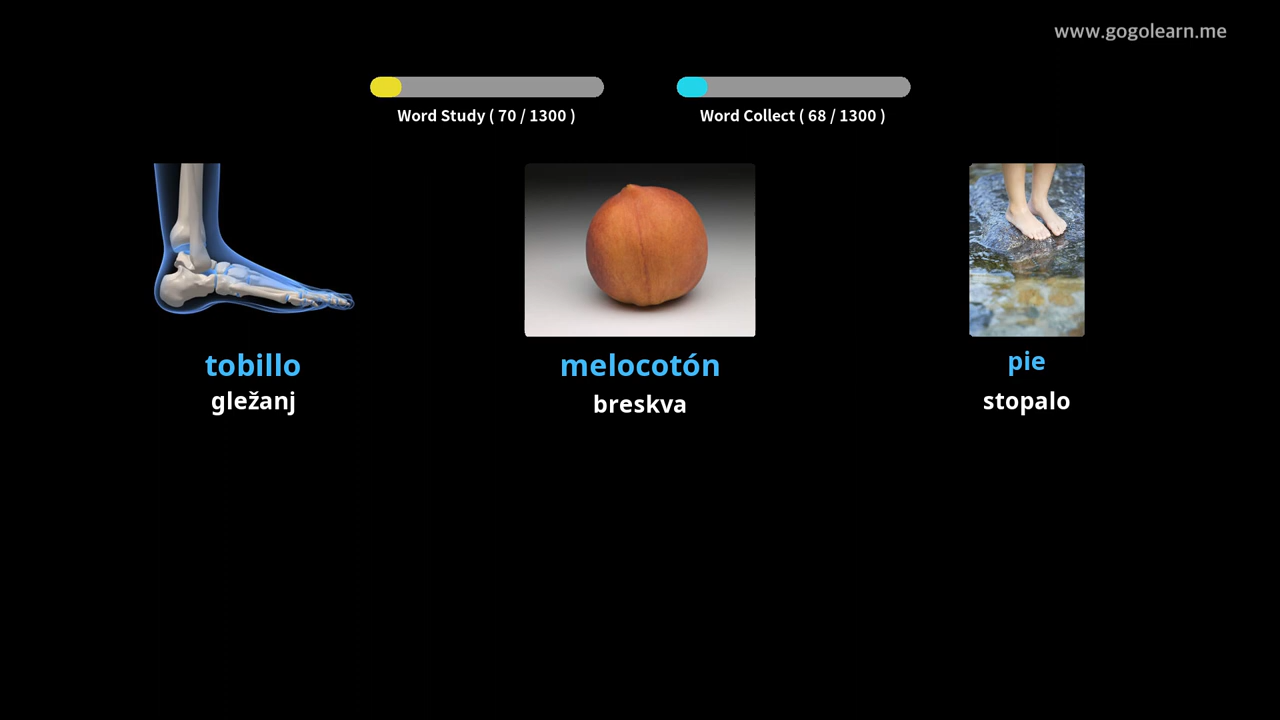 www.gogolearn.me
Word Study ( 70 / 1300 )
Word Collect ( 68 / 1300 )
tobillo
gležanj
melocotón
breskva
pie
stopalo